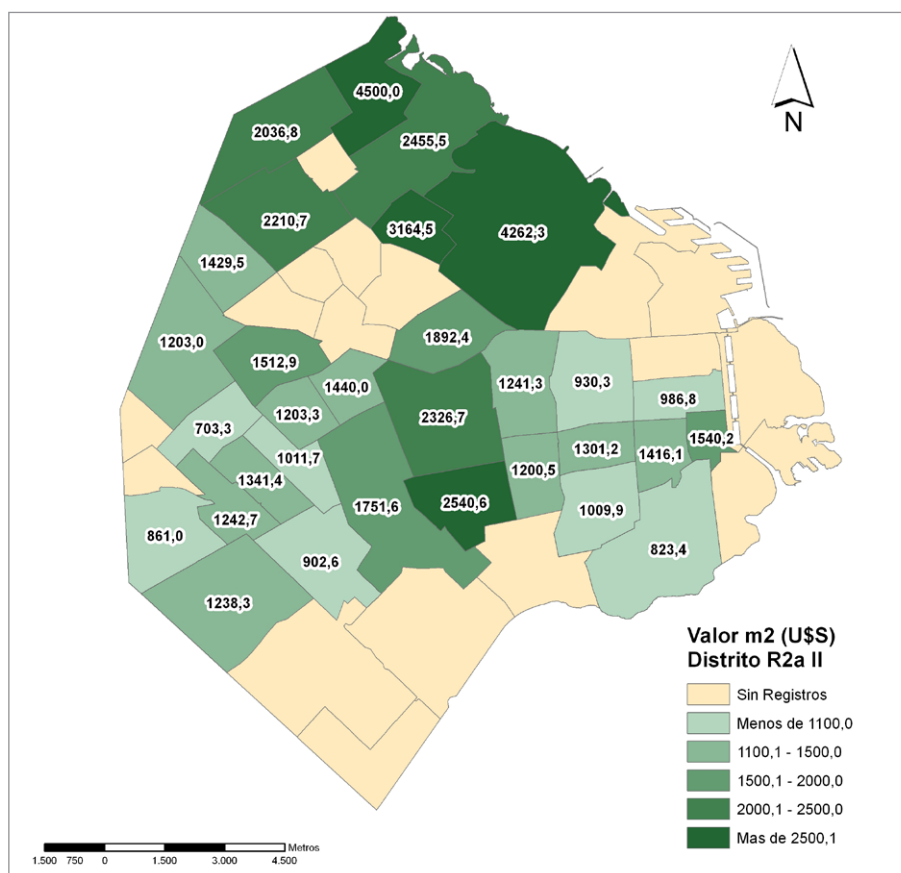 4500,0
N
2036,8
2455,5
2210,7
3164,5
4262,3
1429,5
1203,0
1892,4
1512,9
1440,0
1241,3
930,3
986,8
1203,3
2326,7
703,3
1540,2
1301,2
1416,1
1011,7
1200,5
1341,4
2540,6
1751,6
1009,9
1242,7
861,0
823,4
902,6
1238,3
Valor m2 (U$S)
Distrito R2a II
Sin Registros
Menos de 1100,0
1100,1 - 1500,0
1500,1 - 2000,0
2000,1 - 2500,0
Mas de 2500,1
Metros
1.500 750 0 1.500 3.000 4.500